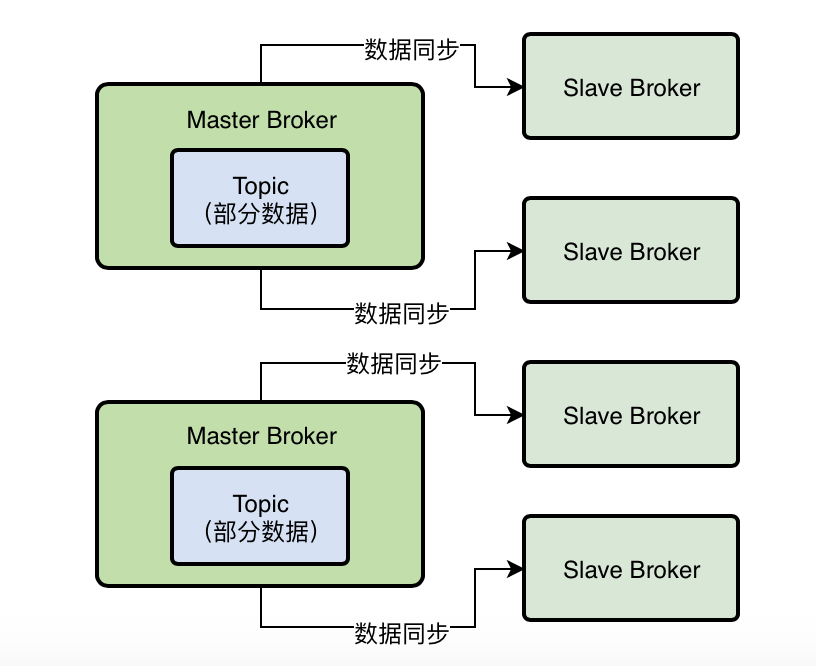 数据同步
Slave Broker
Master Broker
Topic
（部分数据）
Slave Broker
数据同步
数据同步
Slave Broker
Master Broker
Topic
（部分数据）
Slave Broker
数据同步